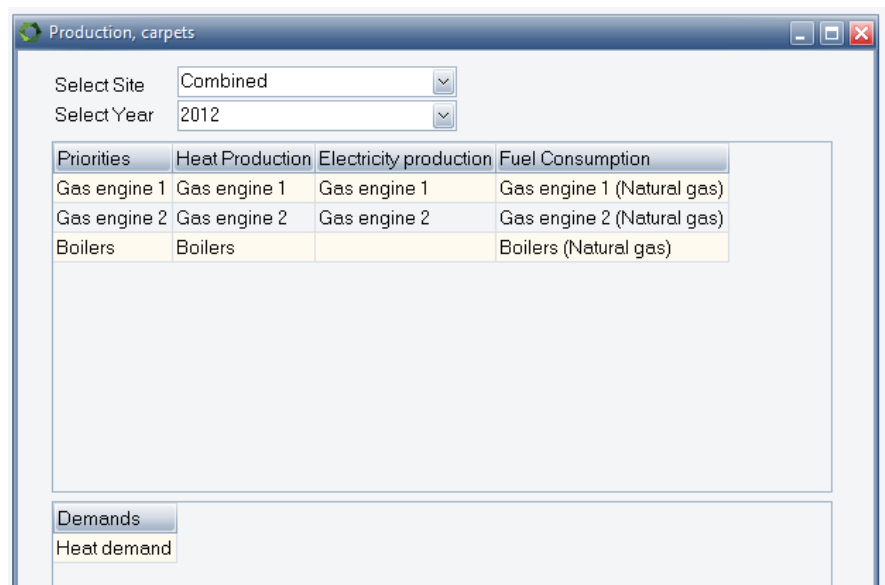 Production, carpets
Select Site Combined
Select Year 2012
Priorities Heat Production Electricity production Fuel Consumption
Gas engine 1 Gas engine 1 Gas engine 1 Gas engine 1 (Natural gas)
Gas engine 2 Gas engine 2 Gas engine 2 Gas engine 2 (Natural gas)
Boilers Boilers Boilers (Natural gas)
Demands
Heat demand